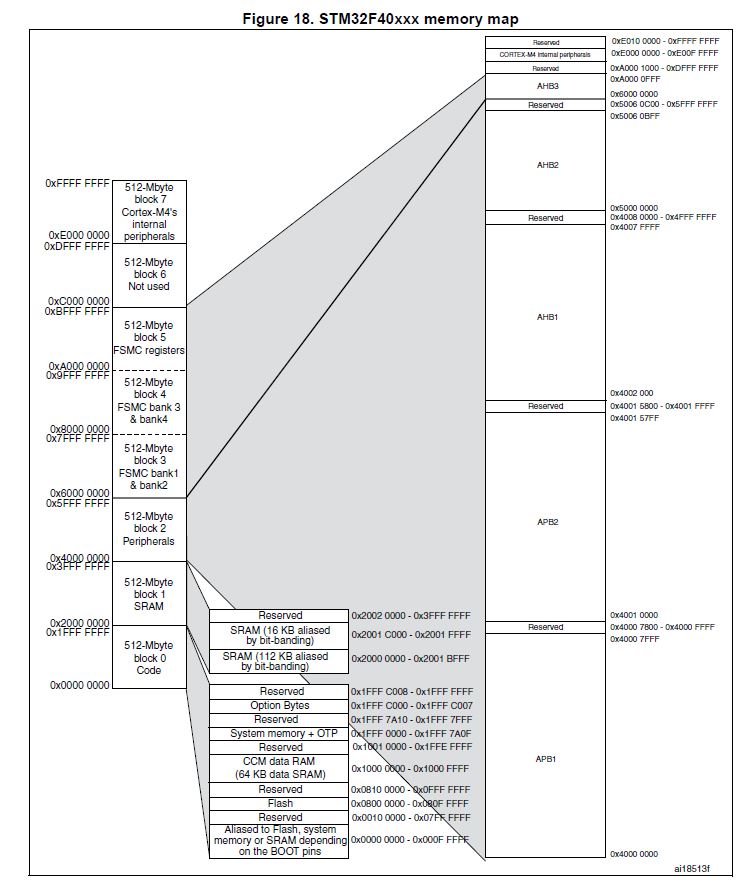 Figure 18. STM32F40xxx memory map
0xFFFF FFFF
512-Mbyte
block 7
Cortex-M4's
internal
peripherals
0xE000 0000
0xDFFF FFFF
512-Mbyte
block 6
Not used
0xC000 0000
0xBFFF FFFF
512-Mbyte
block 5
FSMC registers
0xA000 0000
0x9FFF FFFF
512-Mbyte
block 4
FSMC bank 3
& bank4
0x8000 0000
0x7FFF FFFF
512-Mbyte
block 3
FSMC bank1
& bank2
0x6000 0000
0x5FFF FFFF
512-Mbyte
block 2
Peripherals
0x4000 0000
0x3FFF FFFF
512-Mbyte
block 1
SRAM
0x2000 0000
0x1FFF FFFF
512-Mbyte
block 0
Code
0x0000 0000
Reserved 0x2002 0000 - 0x3FFF FFFF
SRAM (16 KB aliased
by bit-banding)
0x2001 C000 - 0x2001 FFFF
SRAM (112 KB aliased
by bit-banding)
0x2000 0000 - 0x2001 BFFF
Reserved 0x1FFF C008 - 0x1FFF FFFF
Option Bytes 0x1FFF C000 - 0x1FFF C007
Reserved 0x1FFF 7A10 - 0x1FFF 7FFF
System memory + OTP 0x1FFF 0000 - 0x1FFF 7A0F
Reserved 0x1001 0000 - 0x1FFE FFFF
CCM data RAM
(64 KB data SRAM)
0x1000 0000 - 0x1000 FFFF
Reserved 0x0810 0000 - 0x0FFF FFFF
Flash 0x0800 0000 - 0x080F FFFF
Reserved 0x0010 0000 - 0x07FF FFFF
Aliased to Flash, system
memory or SRAM depending
on the BOOT pins
0x0000 0000 - 0x000F FFFF
Reserved 0xE010 0000 - 0xFFFF FFFF
CORTEX-M4 internal peripherals 0xE000 0000 - 0xE00F FFFF
Reserved 0xA000 1000 - 0xDFFF FFFF
0xA000 0FFF
AHB3
0x6000 0000
Reserved 0x5006 0C00 - 0x5FFF FFFF
0x5006 0BFF
AHB2
0x5000 0000
Reserved 0x4008 0000 - 0x4FFF FFFF
0x4007 FFFF
AHB1
0x4002 000
Reserved 0x4001 5800 - 0x4001 FFFF
0x4001 57FF
APB2
0x4001 0000
Reserved 0x4000 7800 - 0x4000 FFFF
0x4000 7FFF
APB1
0x4000 0000
ai18513f